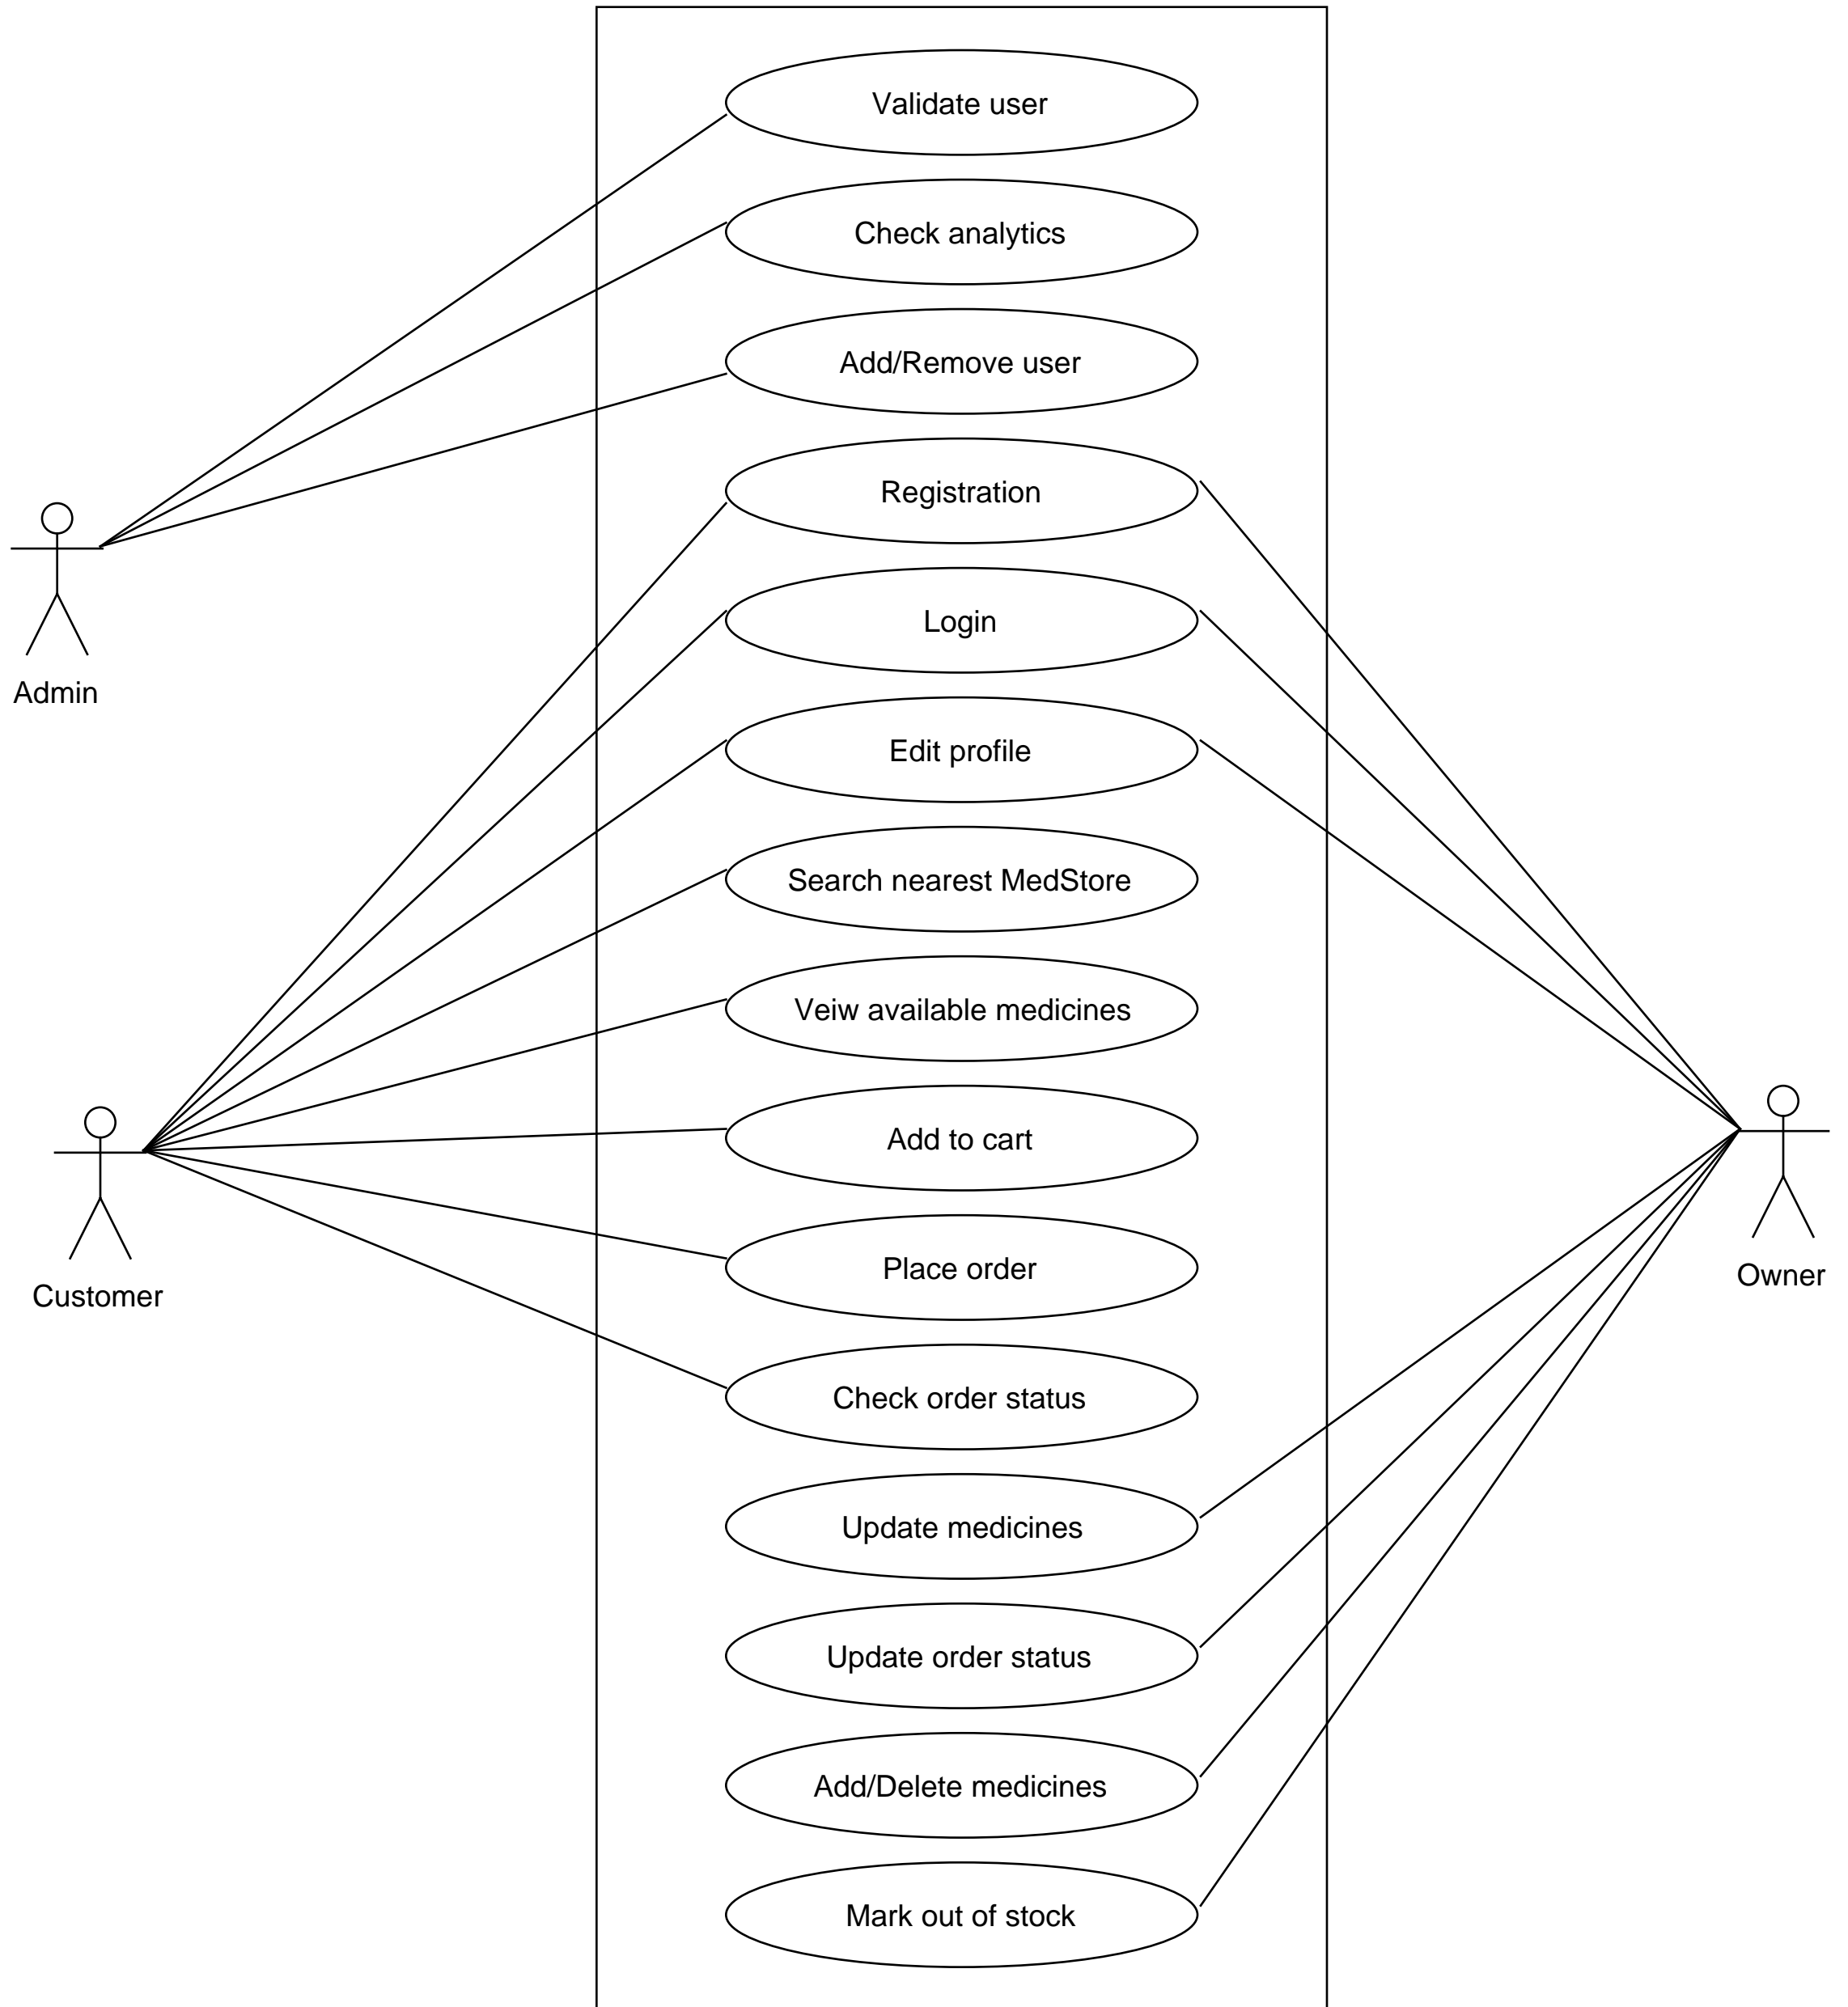 Validate user
Check analytics
Add/Remove user
Registration
Login
Admin
Edit profile
Search nearest MedStore
Veiw available medicines
Add to cart
Place order
Owner
Customer
Check order status
Update medicines
Update order status
Add/Delete medicines
Mark out of stock